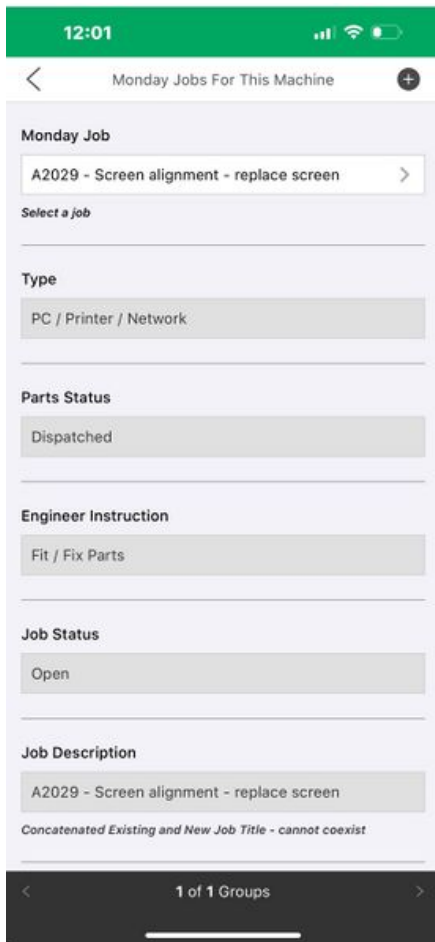 12:01
Monday Jobs For This Machine
Monday Job
A2029 - Screen alignment - replace screen
Select a job
Type
PC / Printer / Network
Parts Status
Dispatched
Engineer Instruction
Fit / Fix Parts
Job Status
Open
Job Description
A2029 - Screen alignment - replace screen
Concatenated Existing and New Job Title - cannot coexist
1 of 1 Groups